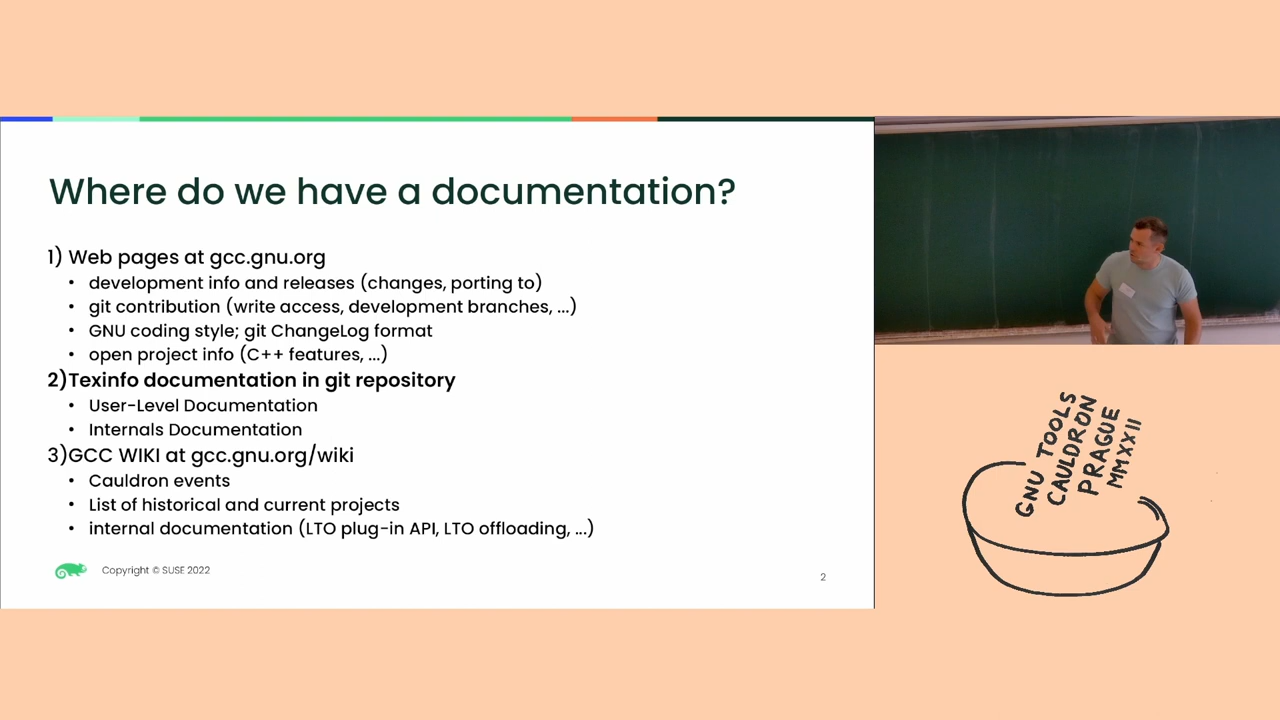 Where do we have a documentation?
1) Web pages at gcc.gnu.org
• development info and releases (changes, porting to)
• git contribution (write access, development branches, ...)
• GNU coding style; git ChangeLog format
• open project info (C++ features, ...)
2)Texinfo documentation in git repository
• User-Level Documentation
• Internals Documentation
3)GCC WIKI at gcc.gnu.org/wiki
• Cauldron events
• List of historical and current projects
• internal documentation (LTO plug-in API, LTO offloading, ...)
Copyright © SUSE 2022
2
GNU TOOLS
CAULDRON
PRAGUE
MMXXII